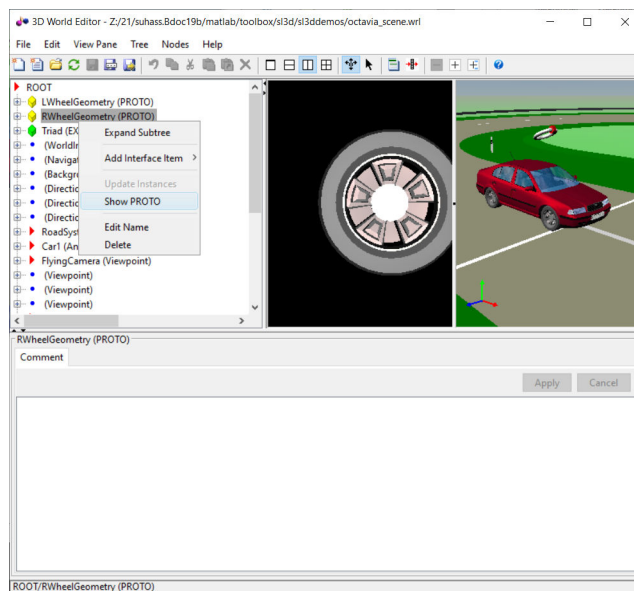 3D World Editor - Z:/21/suhass.Bdoc19b/matlab/toolbox/sl3d/sl3ddemos/octavia_scene.wrl
File Edit View Pane Tree Nodes Help
ROOT
LWheelGeometry (PROTO)
RWheelGeometry (PROTO)
Triad (EX
(WorldIn
(Navigat
(Backgro
(Directio
(Directio
(Directio
RoadSyst
Car1 (An
FlyingCamera (Viewpoint)
(Viewpoint)
(Viewpoint)
(Viewpoint)
Expand Subtree
Add Interface Item
Update Instances
Show PROTO
Edit Name
Delete
RWheelGeometry (PROTO)
Comment
Apply Cancel
ROOT/RWheelGeometry (PROTO)